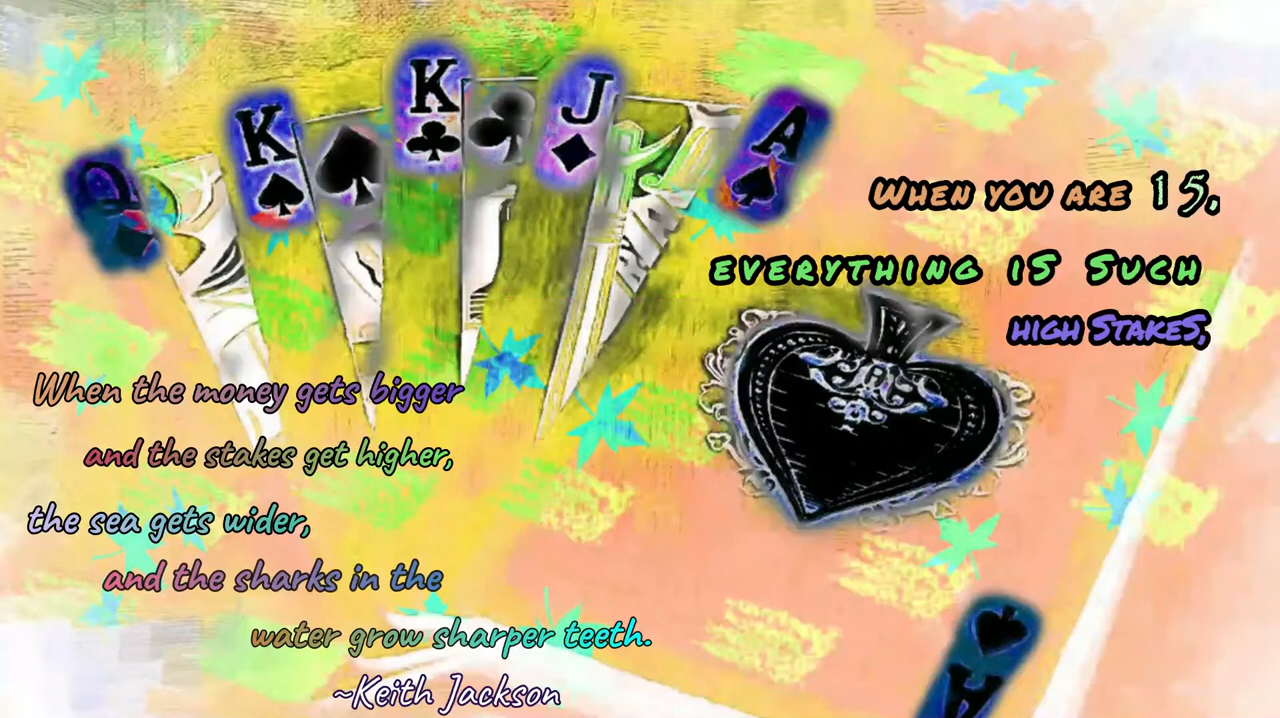 Q
K
K
J
A
When you are 15,
everything is Such
high StakeS,
When the money gets bigger
and the stakes get higher,
the sea gets wider,
and the sharks in the
water grow sharper teeth.
~Keith Jackson
A